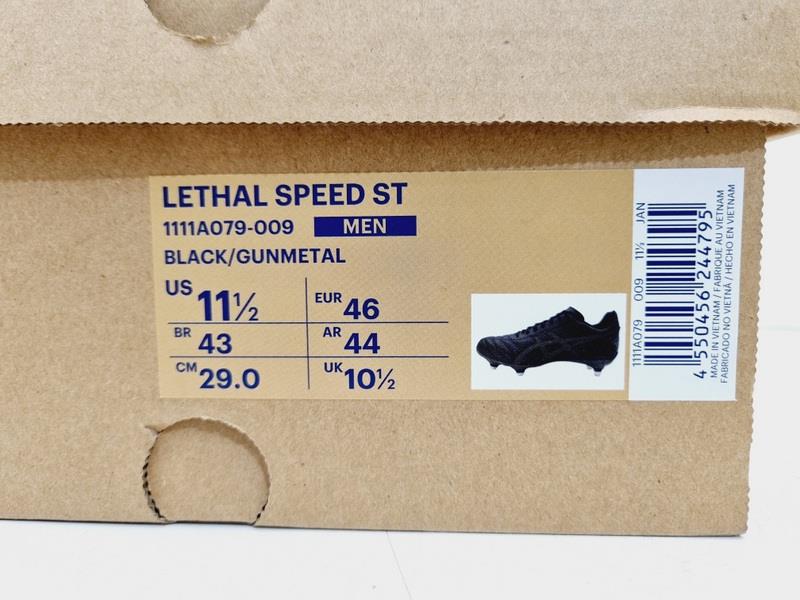 LETHAL SPEED ST
1111A079-009 MEN
BLACK/GUNMETAL
US 11½ EUR 46
BR 43 AR 44
CM 29.0 UK 10½
1111A079 009 11½ JAN
4 550456 244795
MADE IN VIETNAM / FABRIQUE AU VIETNAM
FABRICADO NO VIETNÃ / HECHO EN VIETNAM